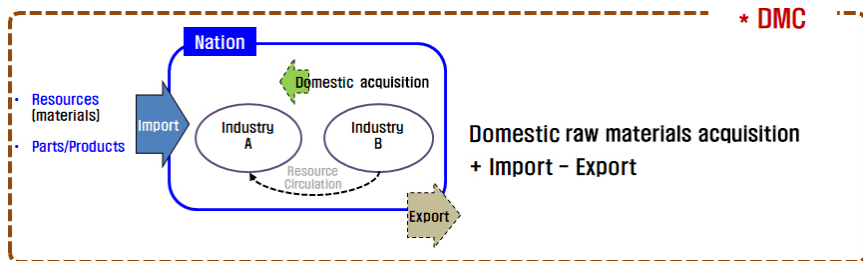 * DMC
Nation
Domestic acquisition
• Resources
(materials)
• Parts/Products
Import
Industry
A
Industry
B
Resource
Circulation
Export
Domestic raw materials acquisition
+ Import – Export